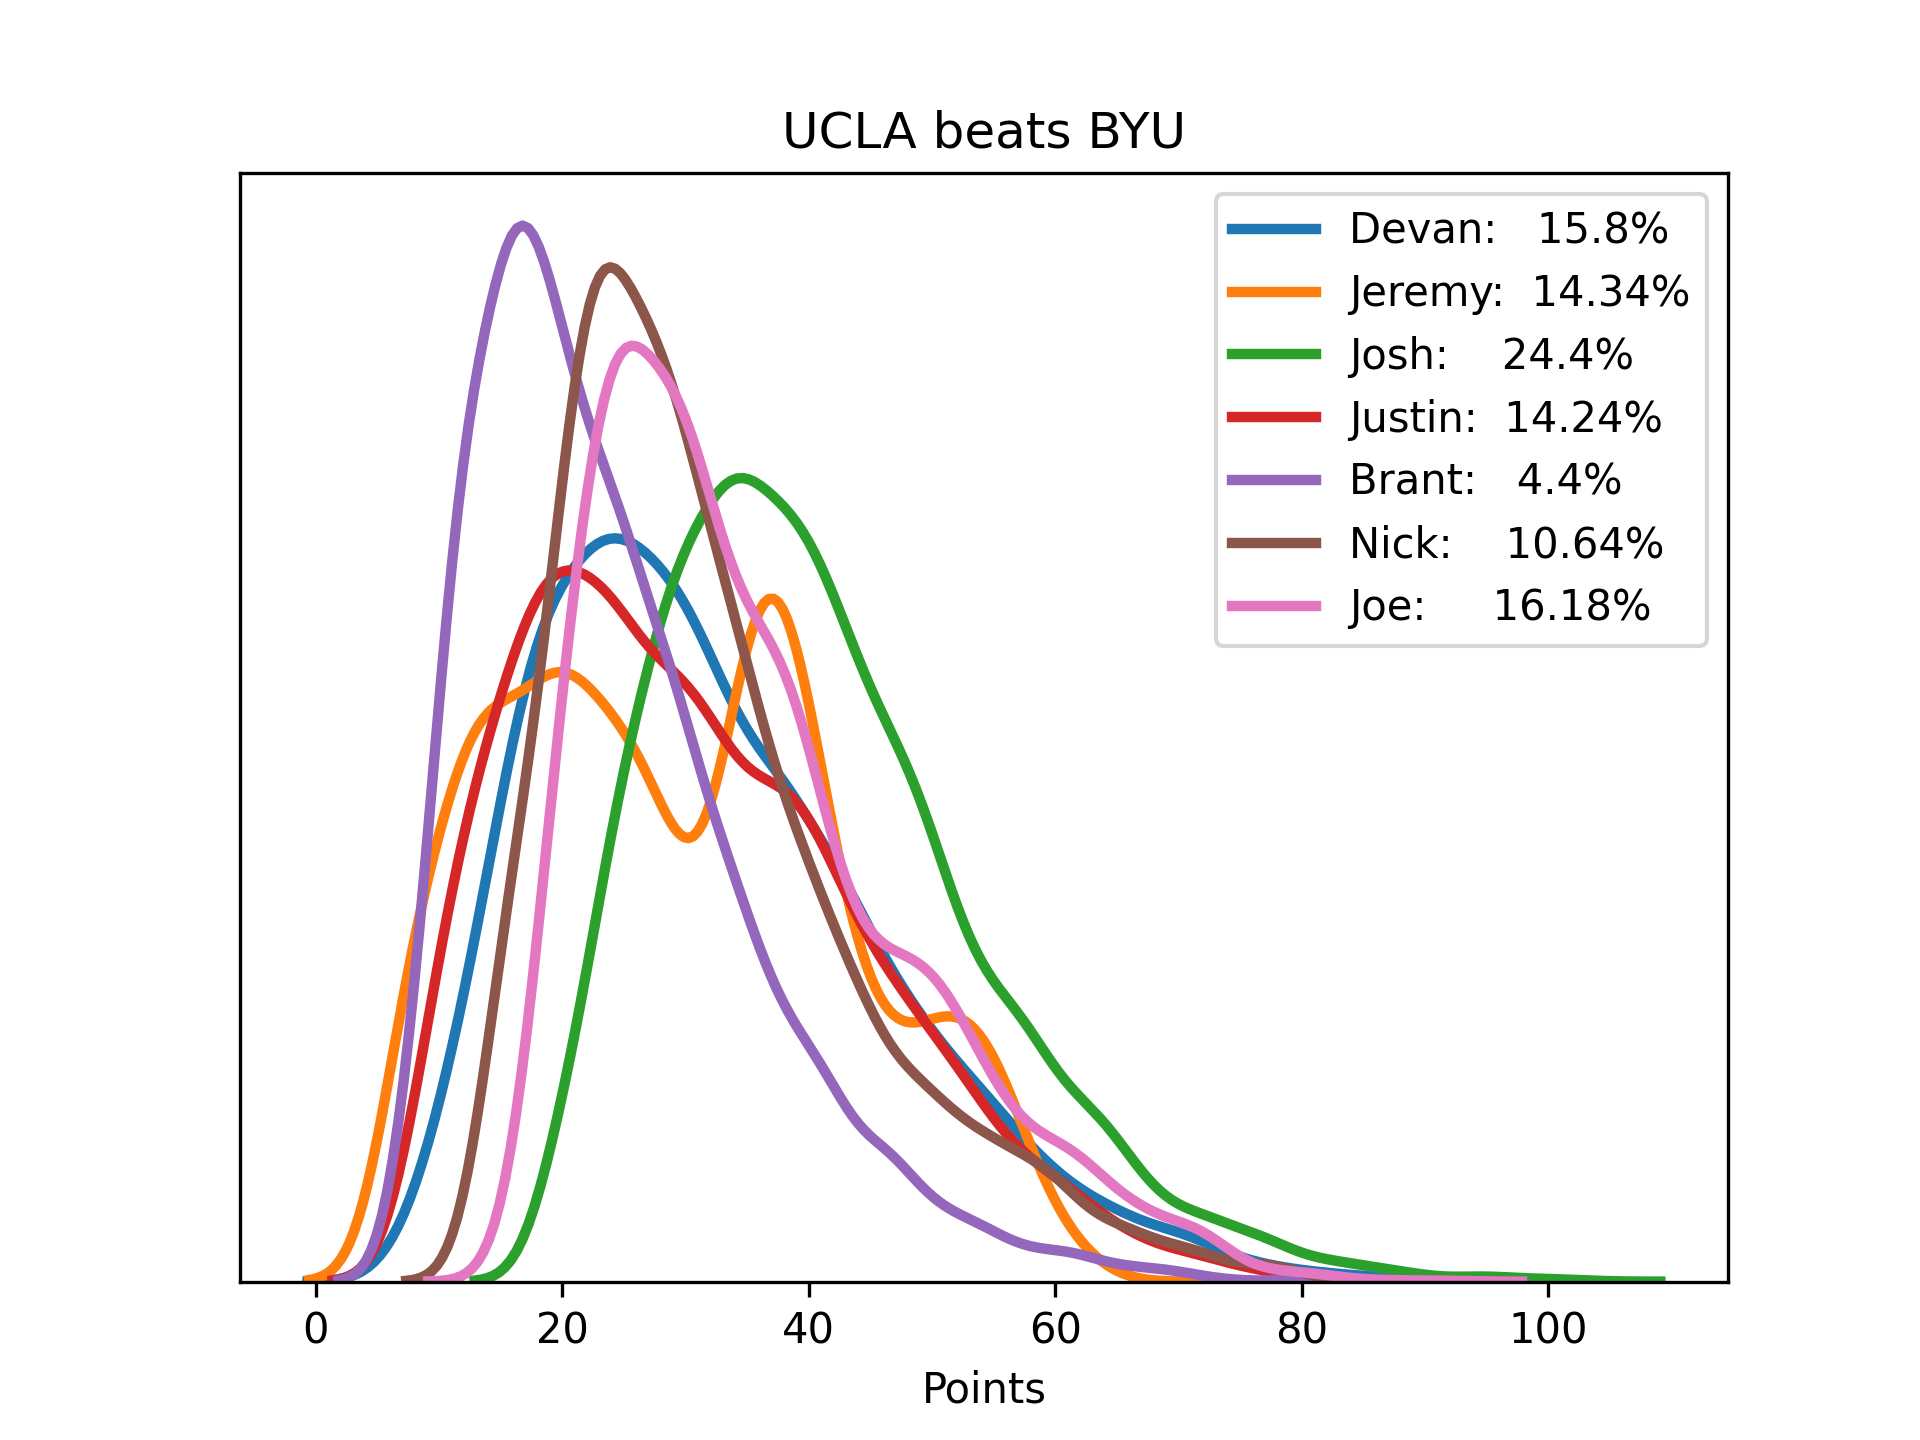 UCLA beats BYU
Devan: 15.8%
Jeremy: 14.34%
Josh: 24.4%
Justin: 14.24%
Brant: 4.4%
Nick: 10.64%
Joe: 16.18%
0 20 40 60 80 100
Points